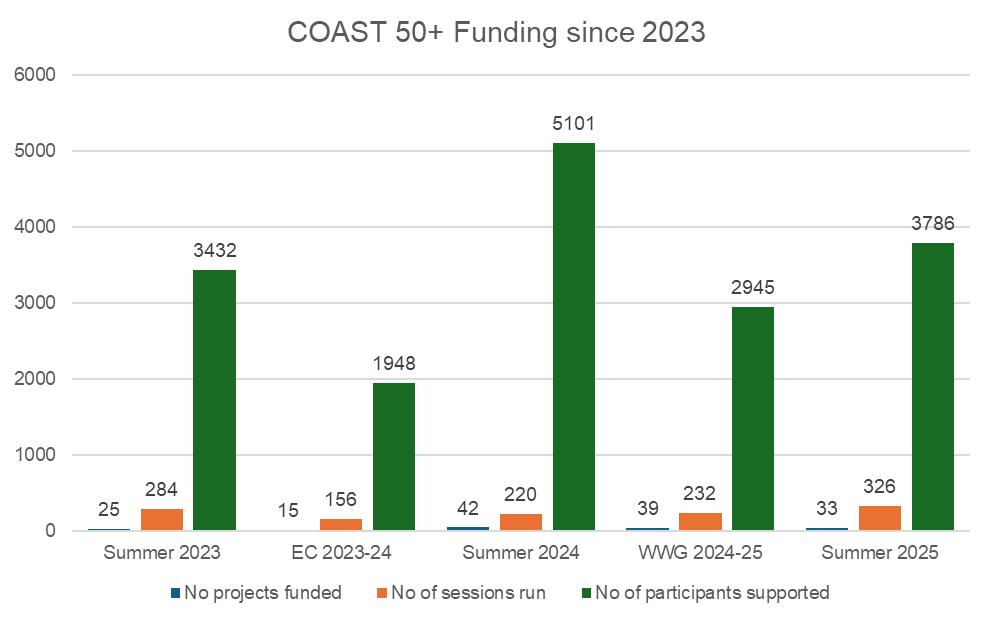 COAST 50+ Funding since 2023
6000
5000
4000
3000
2000
1000
0
25 284 3432
15 156 1948
42 220 5101
39 232 2945
33 326 3786
Summer 2023 EC 2023-24 Summer 2024 WWG 2024-25 Summer 2025
No projects funded No of sessions run No of participants supported